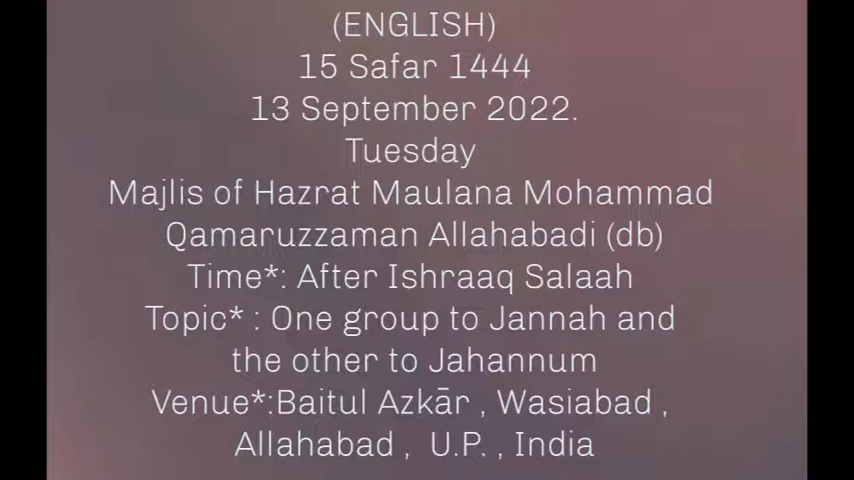 (ENGLISH)
15 Safar 1444
13 September 2022.
Tuesday
Majlis of Hazrat Maulana Mohammad
Qamaruzzaman Allahabadi (db)
Time*: After Ishraaq Salaah
Topic* : One group to Jannah and
the other to Jahannum
Venue*:Baitul Azkār , Wasiabad ,
Allahabad ,  U.P. , India